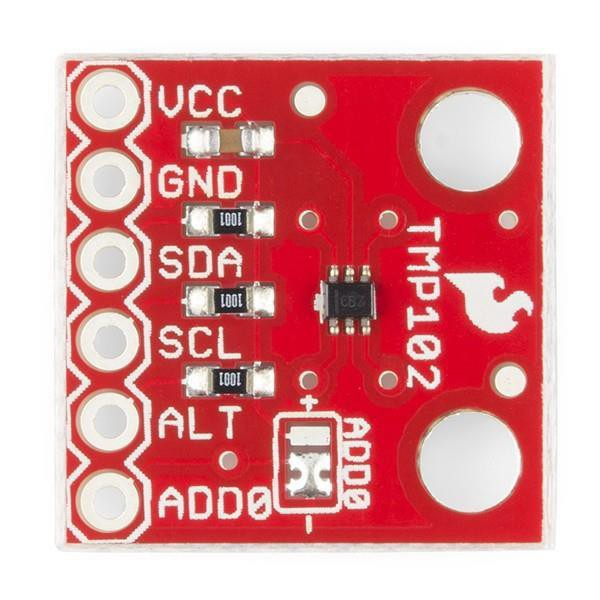 VCC
GND
1001
SDA
1001
SCL
1001
ALT
ADD0
TMP102
+
ADD0
-